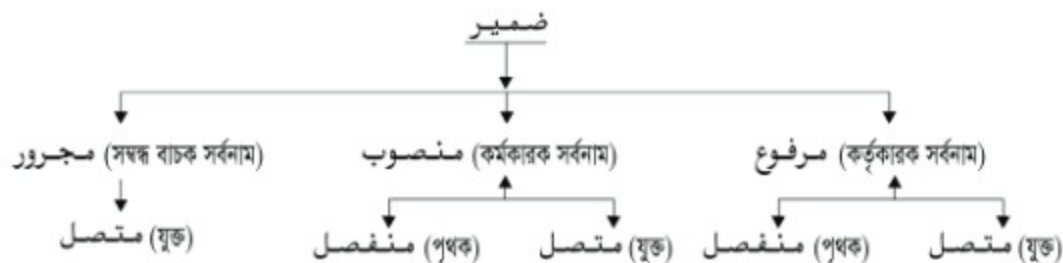 ضمير
مرفوع (কর্তৃকারক সর্বনাম) منصوب (কর্মকারক সর্বনাম) مجرور (সম্বন্ধ বাচক সর্বনাম)
متصل (যুক্ত) منفصل (পৃথক) متصل (যুক্ত) منفصل (পৃথক) متصل (যুক্ত)